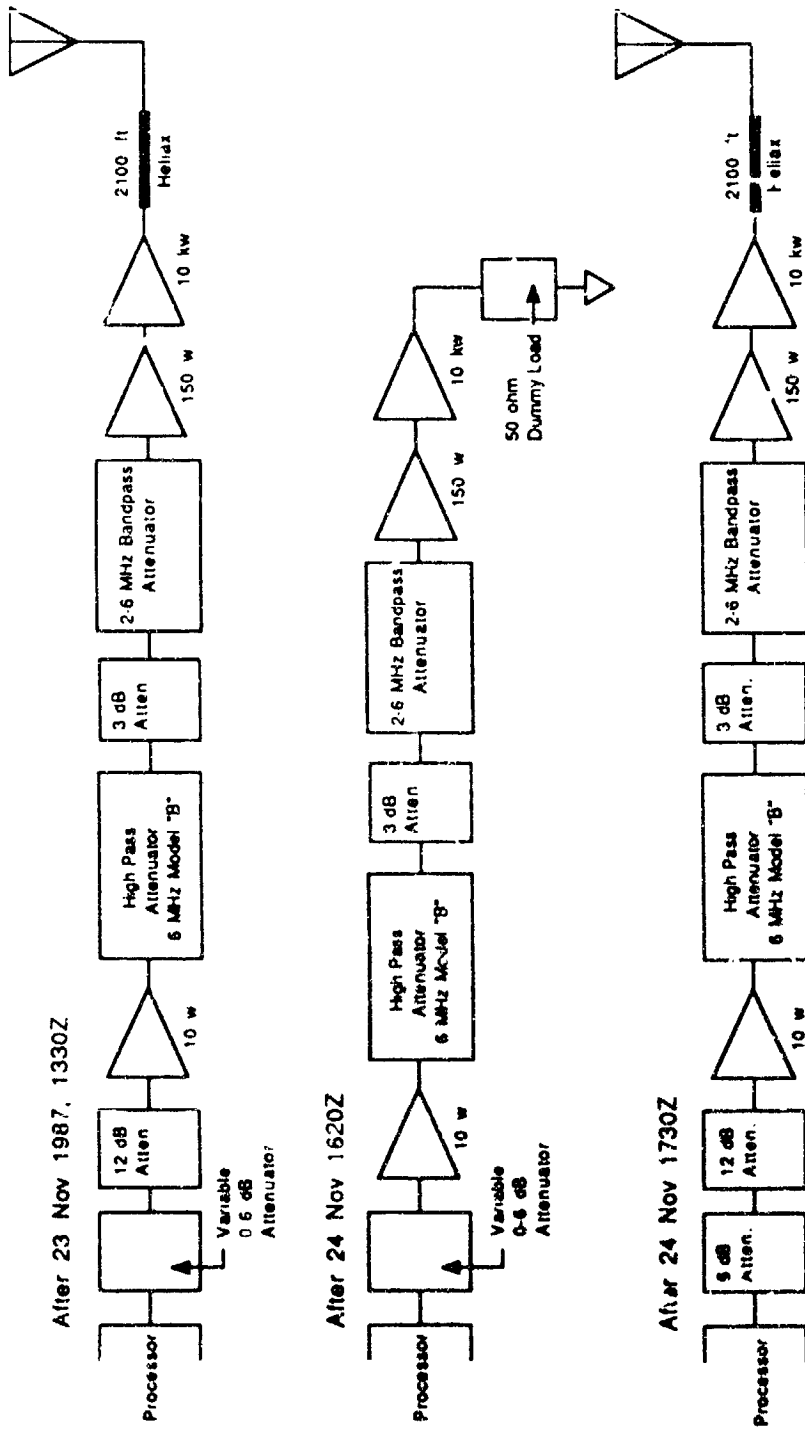 After 23 Nov 1987, 1330Z
Processor
Variable
0-6 dB
Attenuator
12 dB
Atten
10 w
High Pass
Attenuator
6 MHz Model "B"
3 dB
Atten
2-6 MHz Bandpass
Attenuator
150 w
10 kw
2100 ft
Heliax
After 24 Nov 1620Z
Processor
Variable
0-6 dB
Attenuator
10 w
High Pass
Attenuator
6 MHz Model "B"
3 dB
Atten
2-6 MHz Bandpass
Attenuator
150 w
10 kw
50 ohm
Dummy Load
After 24 Nov 1730Z
Processor
dB
Atten.
12 dB
Atten.
10 w
High Pass
Attenuator
6 MHz Model "B"
3 dB
Atten.
2-6 MHz Bandpass
Attenuator
150 w
10 kw
2100 ft
Heliax